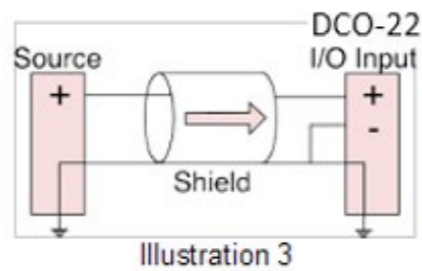 DCO-22
Source
I/O Input
+
+
-
Shield
Illustration 3